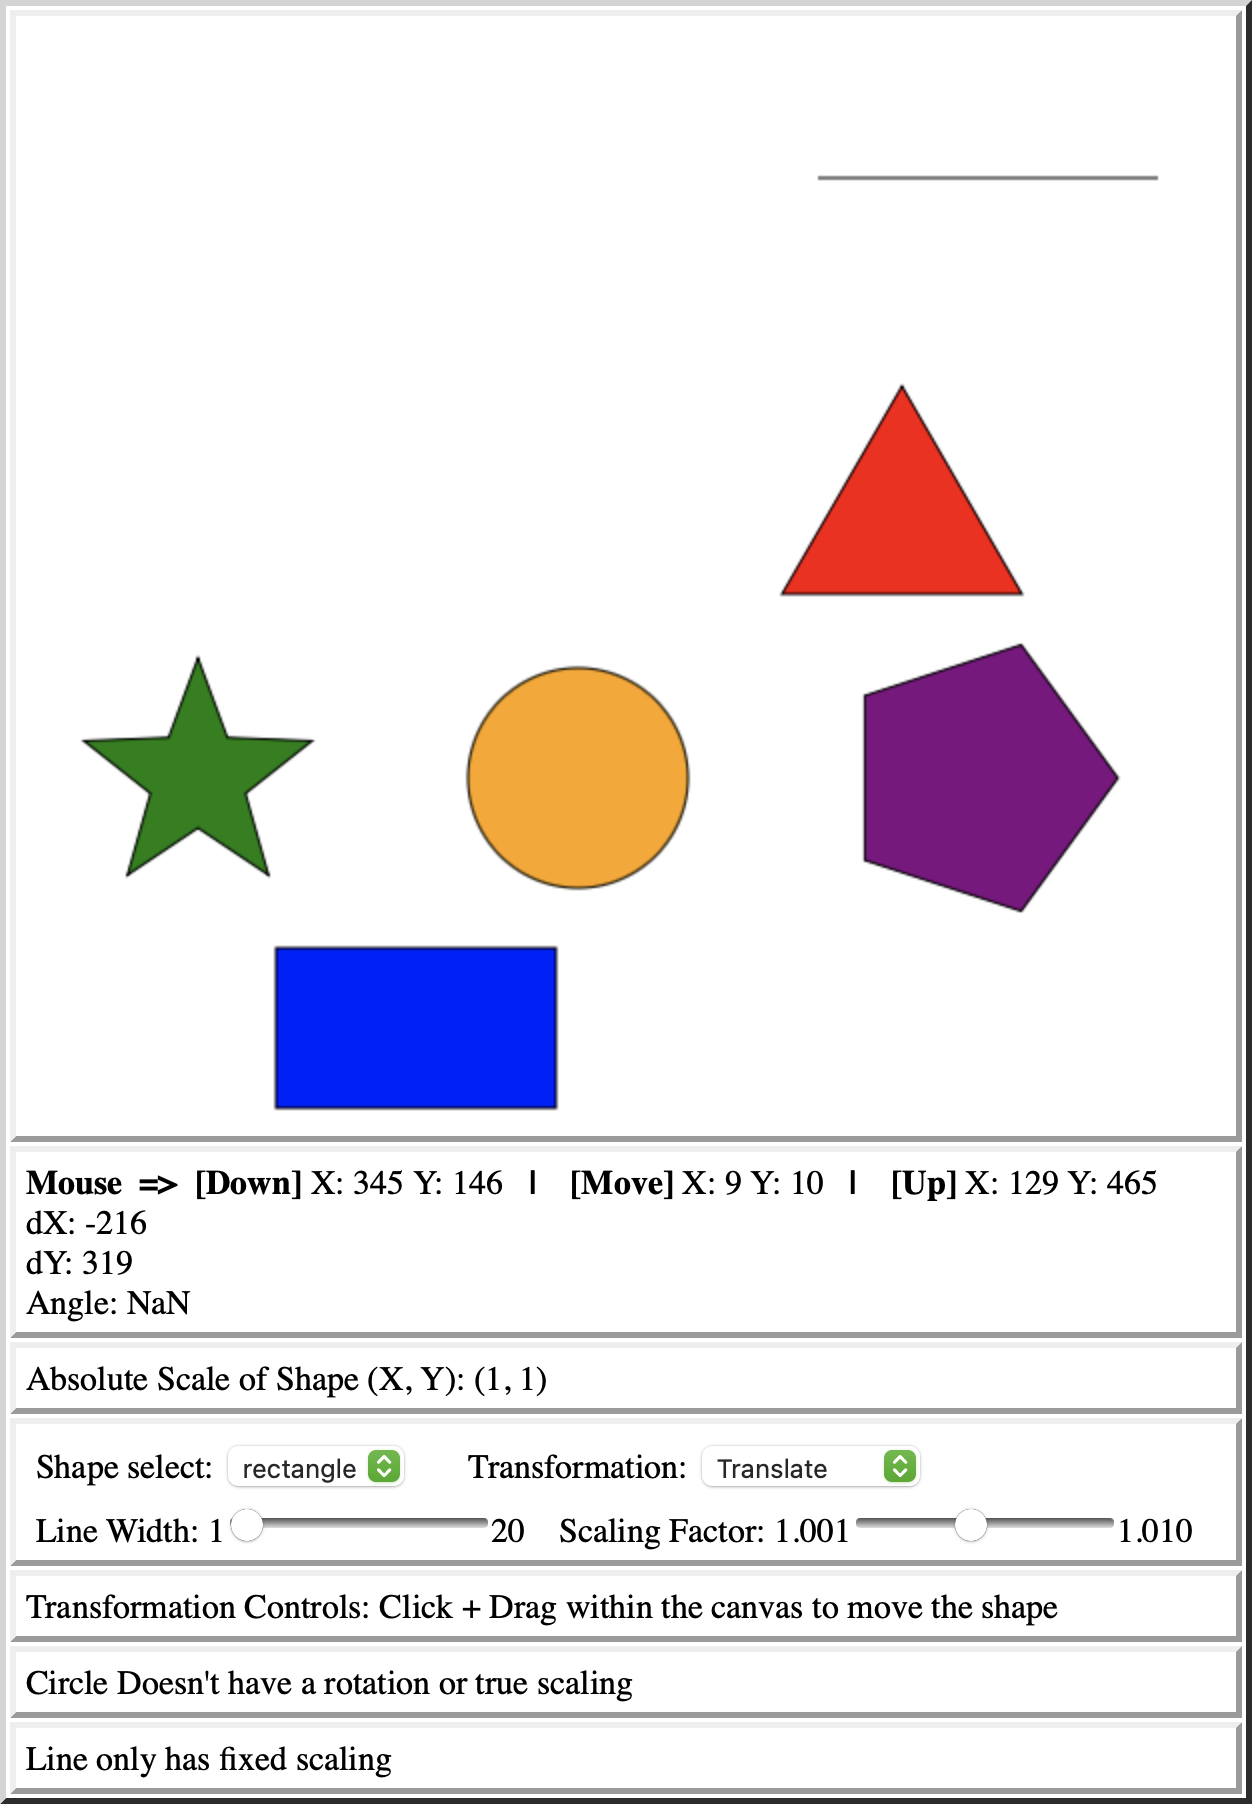 Mouse => [Down] X: 345 Y: 146 | [Move] X: 9 Y: 10 | [Up] X: 129 Y: 465
dX: -216
dY: 319
Angle: NaN
Absolute Scale of Shape (X, Y): (1, 1)
Shape select: rectangle Transformation: Translate
Line Width: 1 20 Scaling Factor: 1.001 1.010
Transformation Controls: Click + Drag within the canvas to move the shape
Circle Doesn't have a rotation or true scaling
Line only has fixed scaling